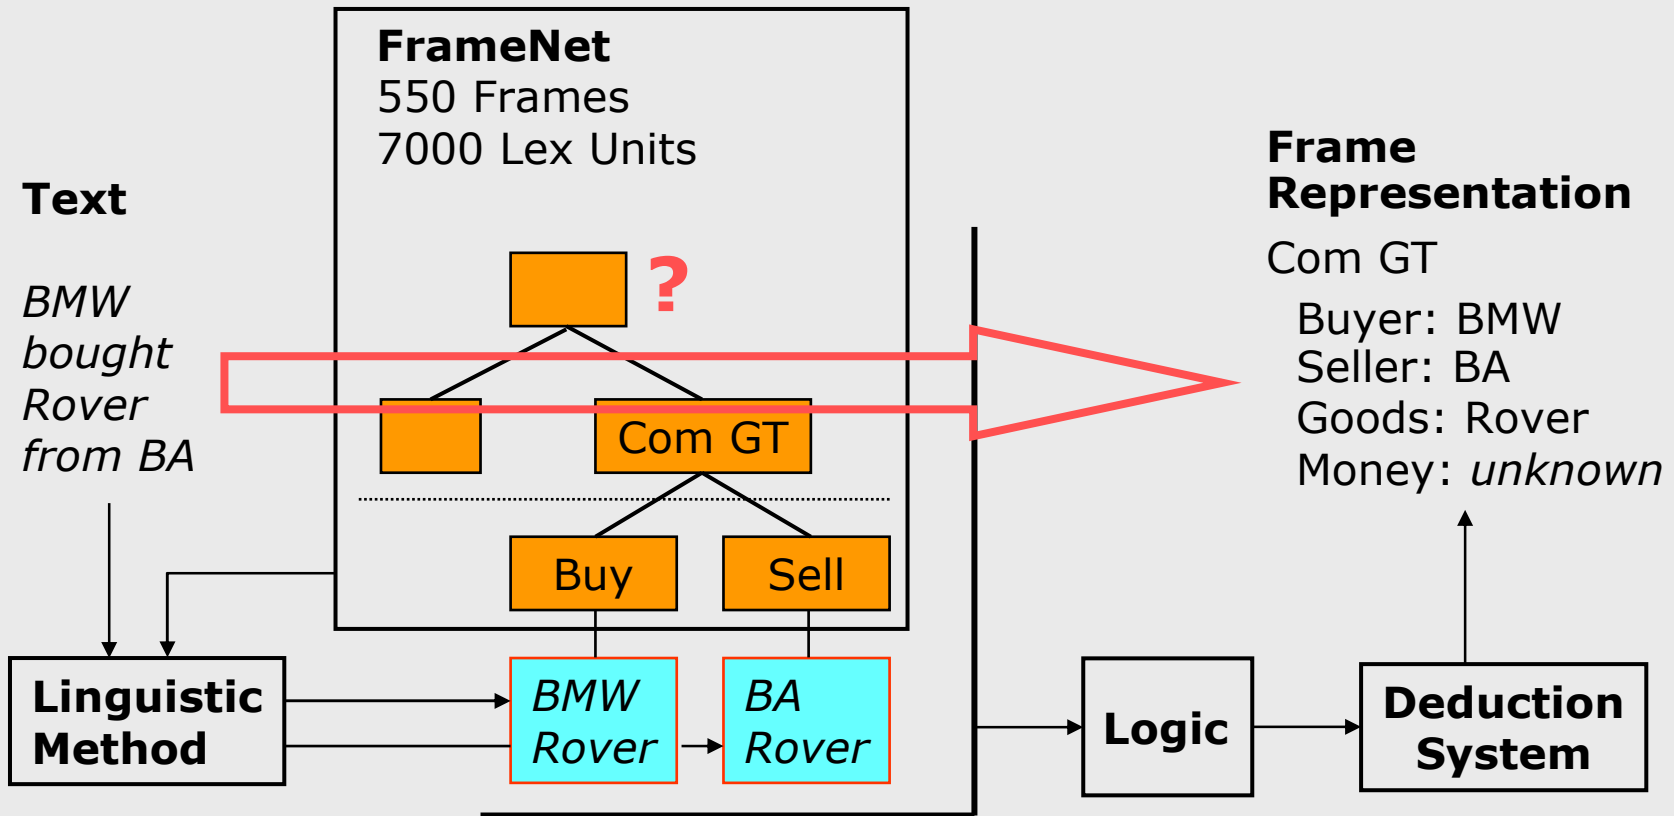 FrameNet
550 Frames
7000 Lex Units
Text
BMW
bought
Rover
from BA
?
Com GT
Buy
Sell
Linguistic
Method
BMW
Rover
BA
Rover
Logic
Deduction
System
Frame
Representation
Com GT
Buyer: BMW
Seller: BA
Goods: Rover
Money: unknown